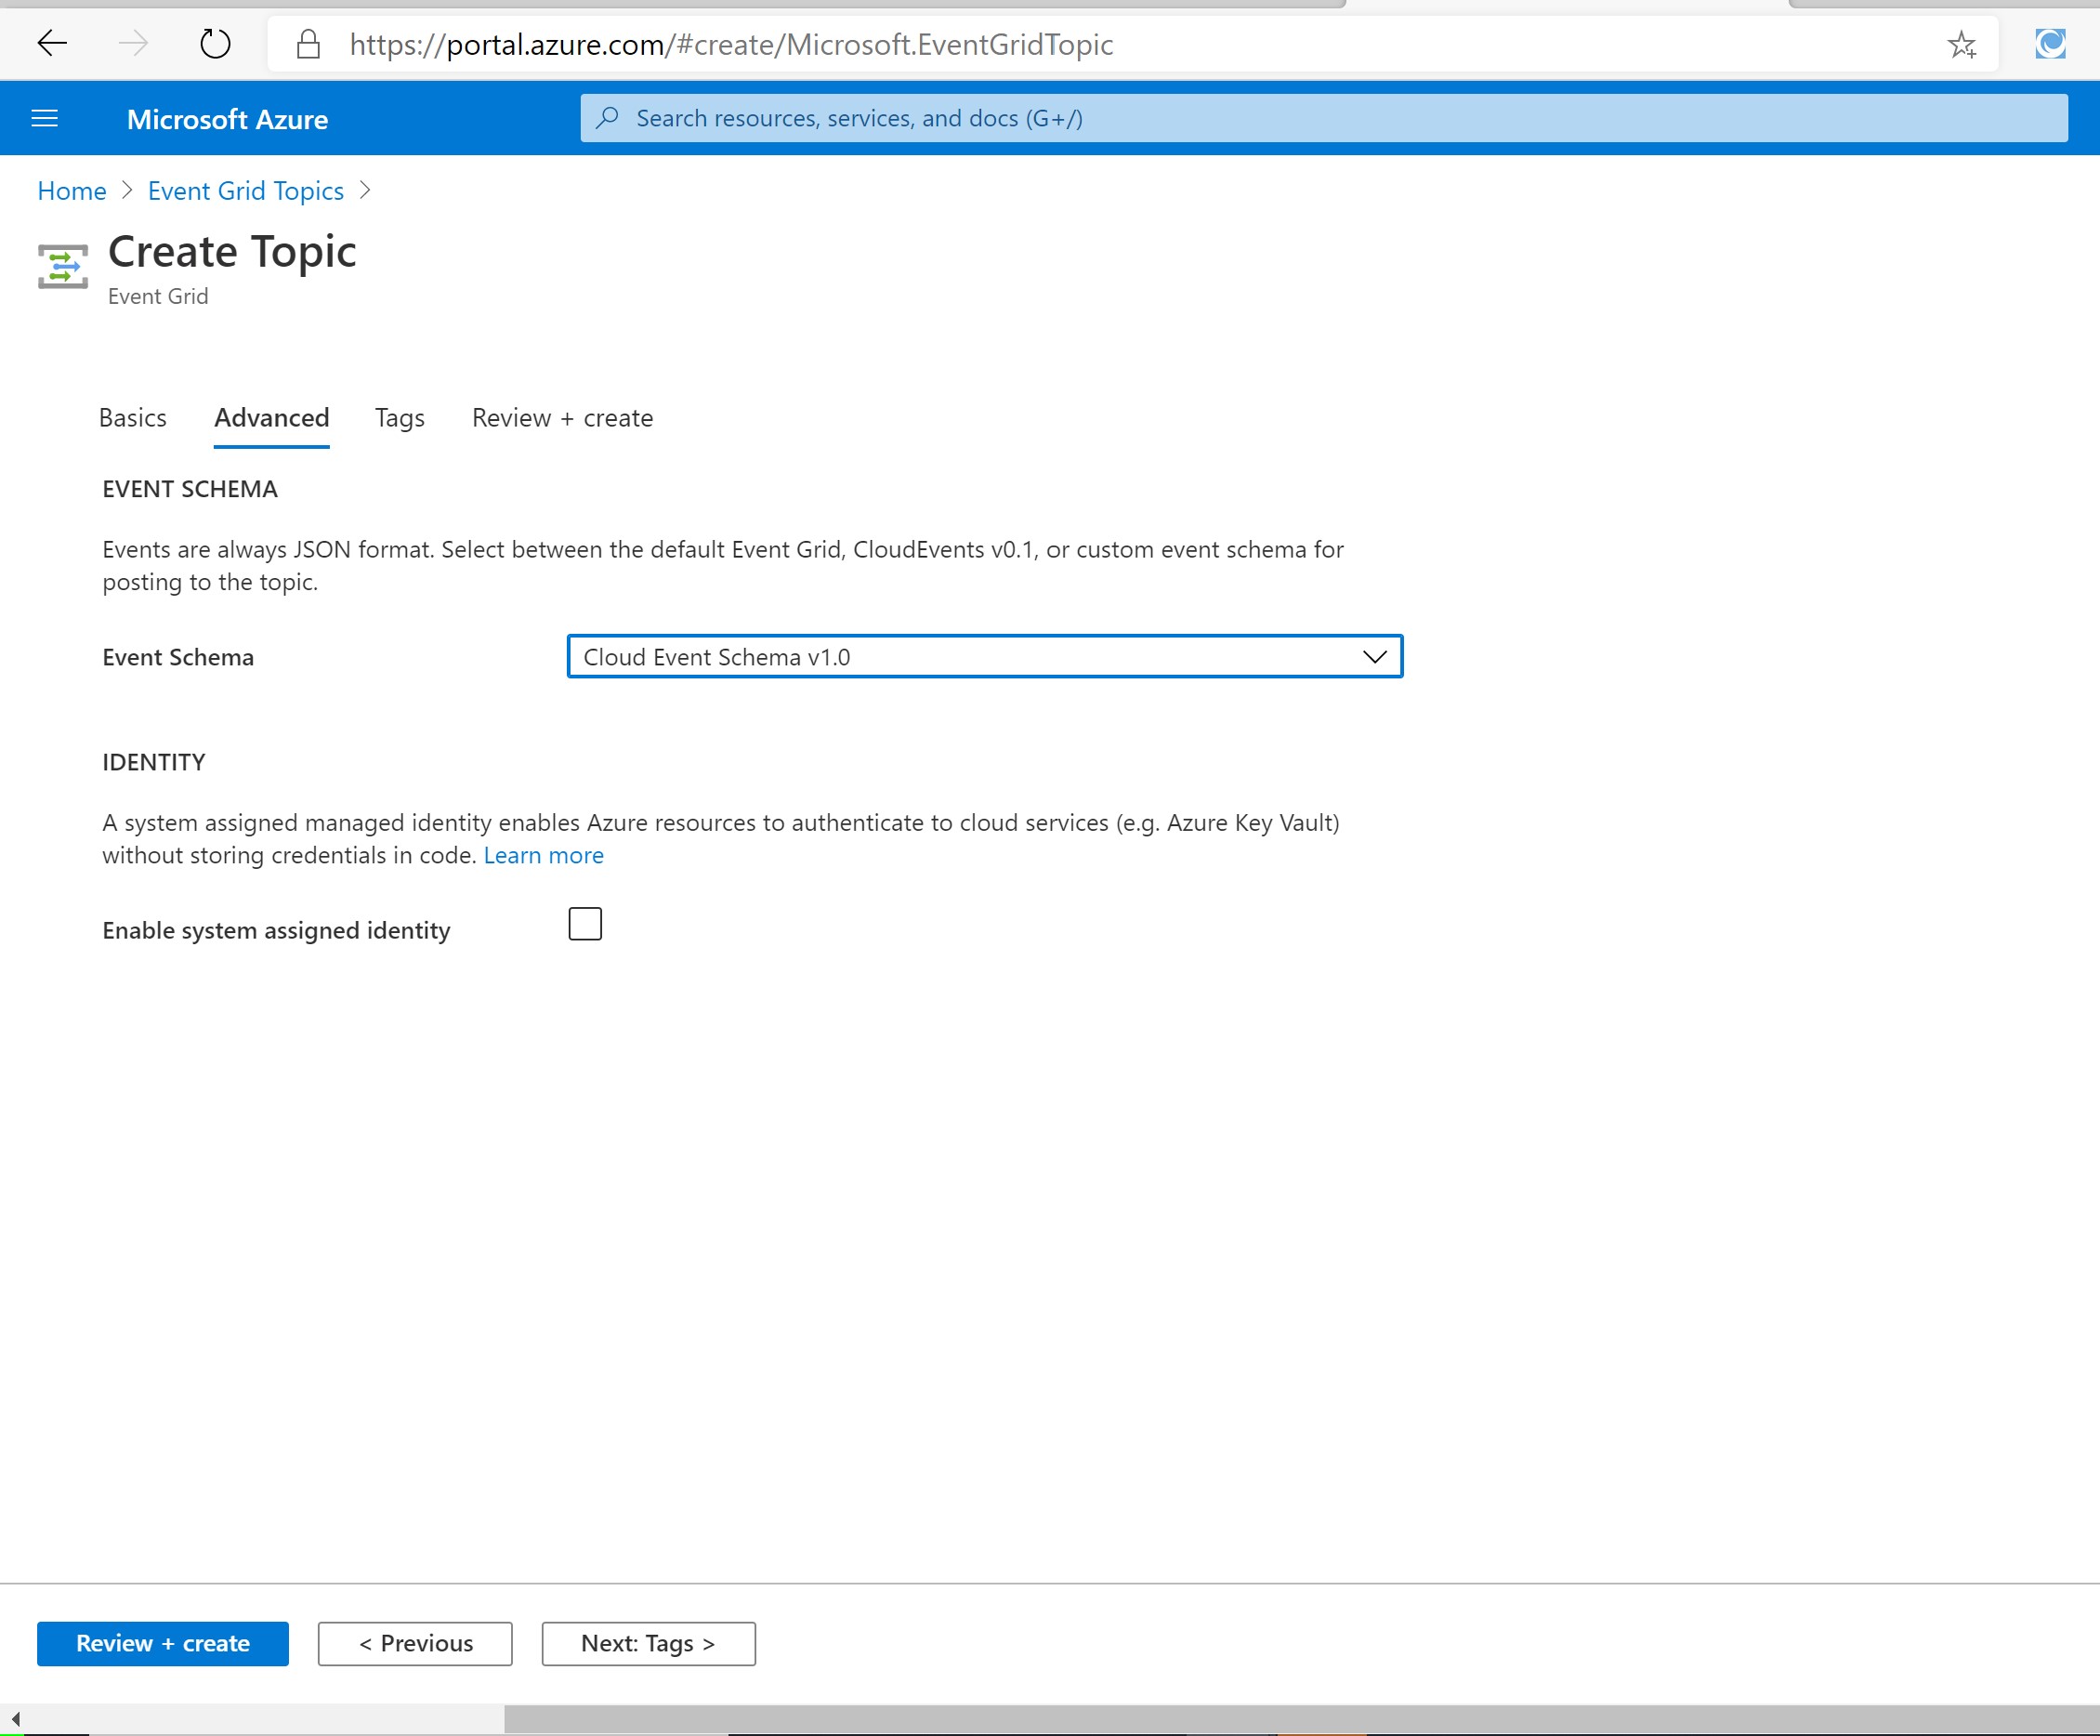 https://portal.azure.com/#create/Microsoft.EventGridTopic
Microsoft Azure
Search resources, services, and docs (G+/)
Home > Event Grid Topics >
Create Topic
Event Grid
Basics Advanced Tags Review + create
EVENT SCHEMA
Events are always JSON format. Select between the default Event Grid, CloudEvents v0.1, or custom event schema for
posting to the topic.
Event Schema Cloud Event Schema v1.0
IDENTITY
A system assigned managed identity enables Azure resources to authenticate to cloud services (e.g. Azure Key Vault)
without storing credentials in code. Learn more
Enable system assigned identity
Review + create < Previous Next: Tags >